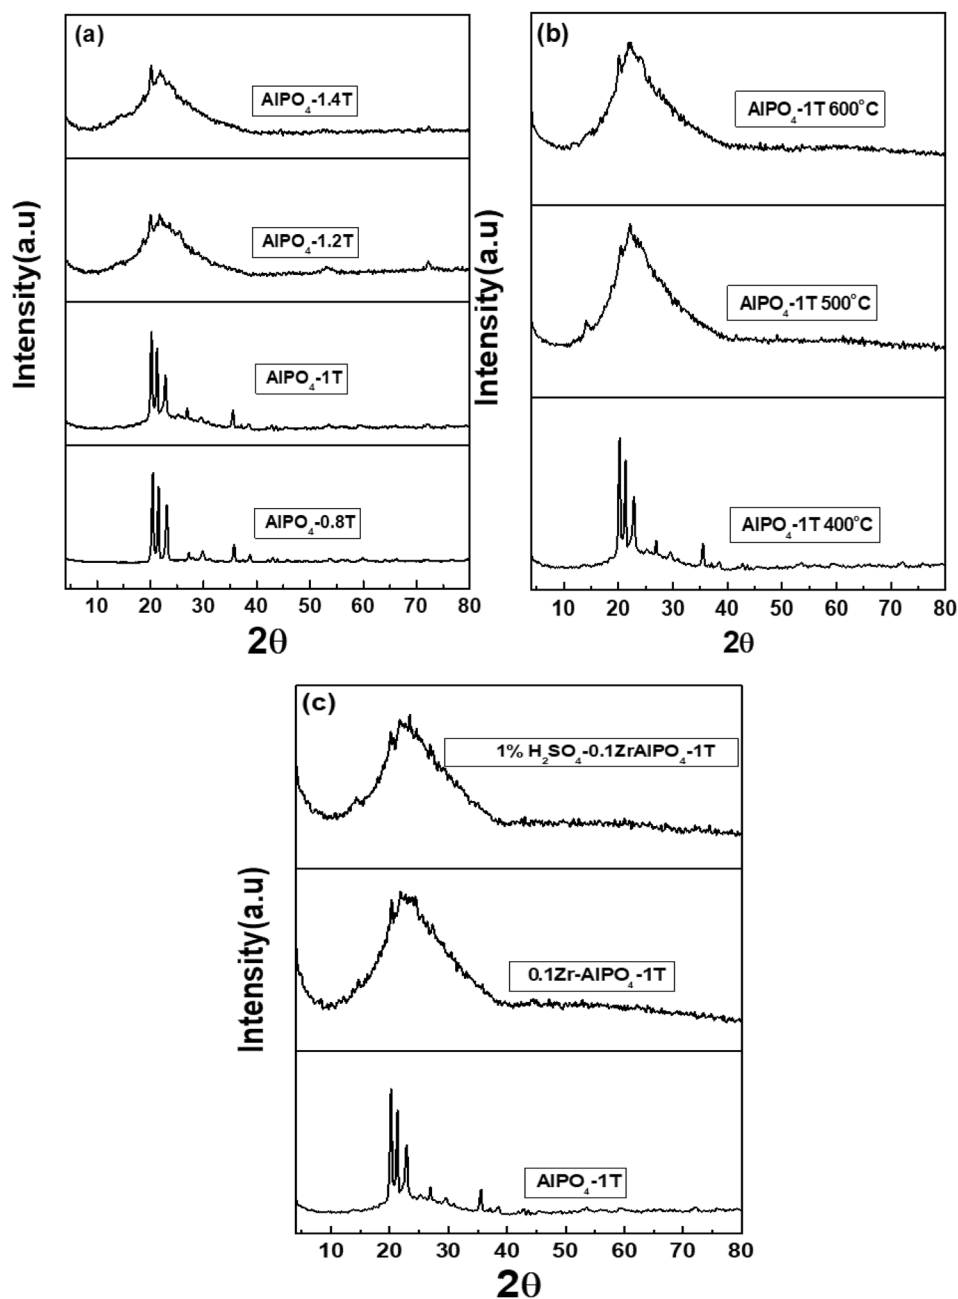 (a)
AlPO4-1.4T
AlPO4-1.2T
AlPO4-1T
AlPO4-0.8T
Intensity(a.u)
10 20 30 40 50 60 70 80
2θ
(b)
AlPO4-1T 600°C
AlPO4-1T 500°C
AlPO4-1T 400°C
Intensity(a.u)
10 20 30 40 50 60 70 80
2θ
(c)
1% H2SO4-0.1ZrAlPO4-1T
0.1Zr-AlPO4-1T
AlPO4-1T
Intensity(a.u)
10 20 30 40 50 60 70 80
2θ